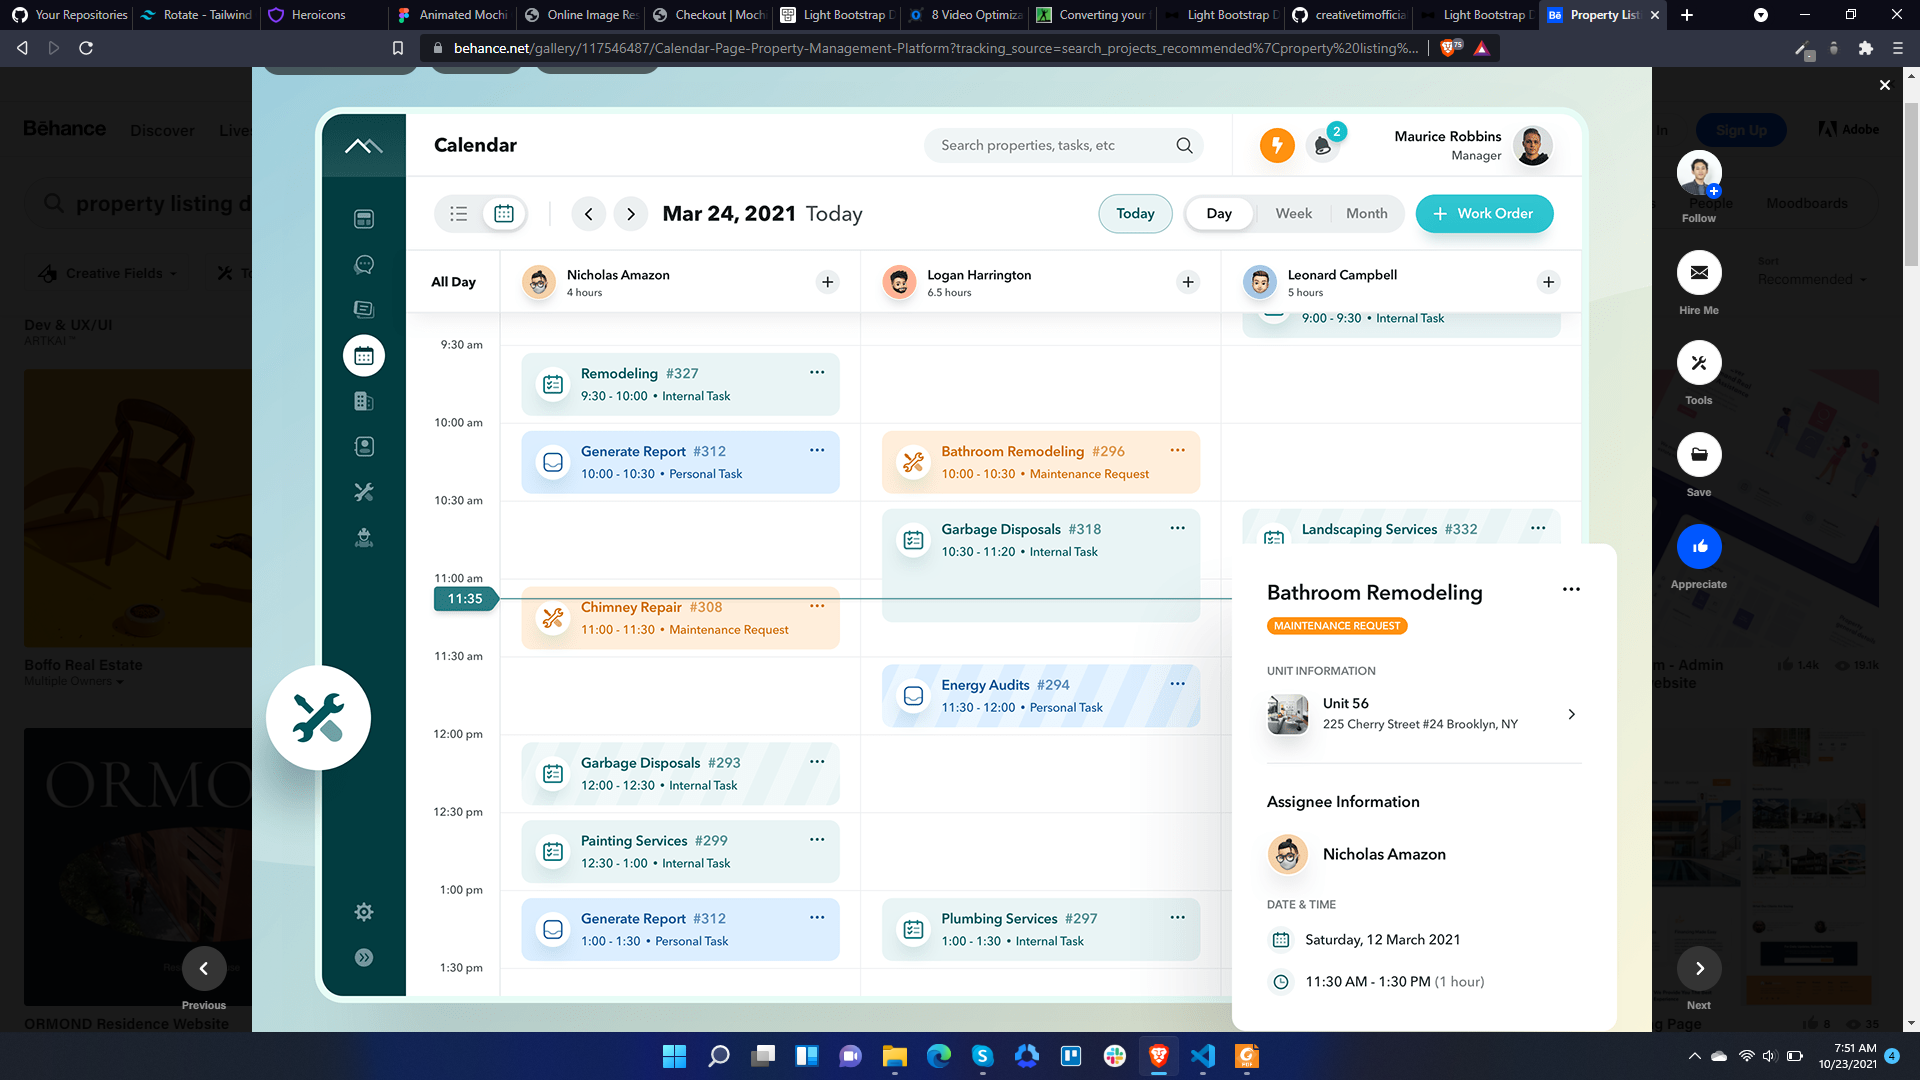 Your Repositories
Rotate - Tailwind
Heroicons
Animated Mochi
Online Image Res
Checkout | Moch
Light Bootstrap D
8 Video Optimiza
Converting your
Light Bootstrap D
creativetimofficia
Light Bootstrap D
Property List
behance.net/gallery/117546487/Calendar-Page-Property-Management-Platform?tracking_source=search_projects_recommended%7Cproperty%20listing%...
75
Bēhance
Discover
Live
In
Sign Up
Adobe
property listing d
People
Moodboards
Creative Fields
To
Sort
Recommended
Dev & UX/UI
ARTKAI ™
Boffo Real Estate
Multiple Owners
ORMO
ORMOND Residence Website
Calendar
Search properties, tasks, etc
2
Maurice Robbins
Manager
Mar 24, 2021 Today
Today
Day
Week
Month
+ Work Order
All Day
Nicholas Amazon
4 hours
Logan Harrington
6.5 hours
Leonard Campbell
5 hours
9:00 - 9:30 • Internal Task
9:30 am
Remodeling #327
9:30 - 10:00 • Internal Task
10:00 am
Generate Report #312
10:00 - 10:30 • Personal Task
Bathroom Remodeling #296
10:00 - 10:30 • Maintenance Request
10:30 am
Garbage Disposals #318
10:30 - 11:20 • Internal Task
Landscaping Services #332
11:00 am
11:35
Chimney Repair #308
11:00 - 11:30 • Maintenance Request
11:30 am
Energy Audits #294
11:30 - 12:00 • Personal Task
12:00 pm
Garbage Disposals #293
12:00 - 12:30 • Internal Task
12:30 pm
Painting Services #299
12:30 - 1:00 • Internal Task
1:00 pm
Generate Report #312
1:00 - 1:30 • Personal Task
Plumbing Services #297
1:00 - 1:30 • Internal Task
1:30 pm
Bathroom Remodeling
MAINTENANCE REQUEST
UNIT INFORMATION
Unit 56
225 Cherry Street #24 Brooklyn, NY
Assignee Information
Nicholas Amazon
DATE & TIME
Saturday, 12 March 2021
11:30 AM - 1:30 PM (1 hour)
Follow
Hire Me
Tools
Save
Appreciate
m - Admin
ebsite
1.4k
19.1k
Previous
Next
g Page
8
35
7:51 AM
10/23/2021
4